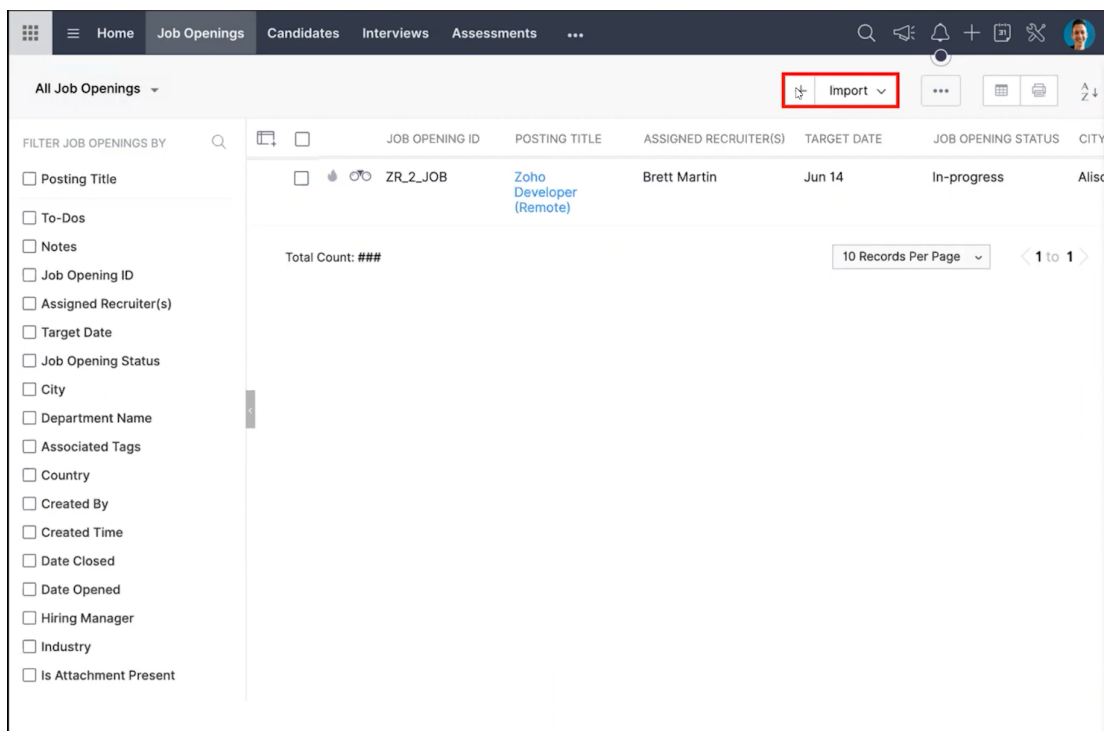 Home Job Openings Candidates Interviews Assessments •••
31
All Job Openings
+ Import •••
A
Z
FILTER JOB OPENINGS BY
JOB OPENING ID POSTING TITLE ASSIGNED RECRUITER(S) TARGET DATE JOB OPENING STATUS CITY
ZR_2_JOB Zoho Brett Martin Jun 14 In-progress Aliso
Developer
(Remote)
Total Count: ### 10 Records Per Page 1 to 1
Posting Title
To-Dos
Notes
Job Opening ID
Assigned Recruiter(s)
Target Date
Job Opening Status
City
Department Name
Associated Tags
Country
Created By
Created Time
Date Closed
Date Opened
Hiring Manager
Industry
Is Attachment Present